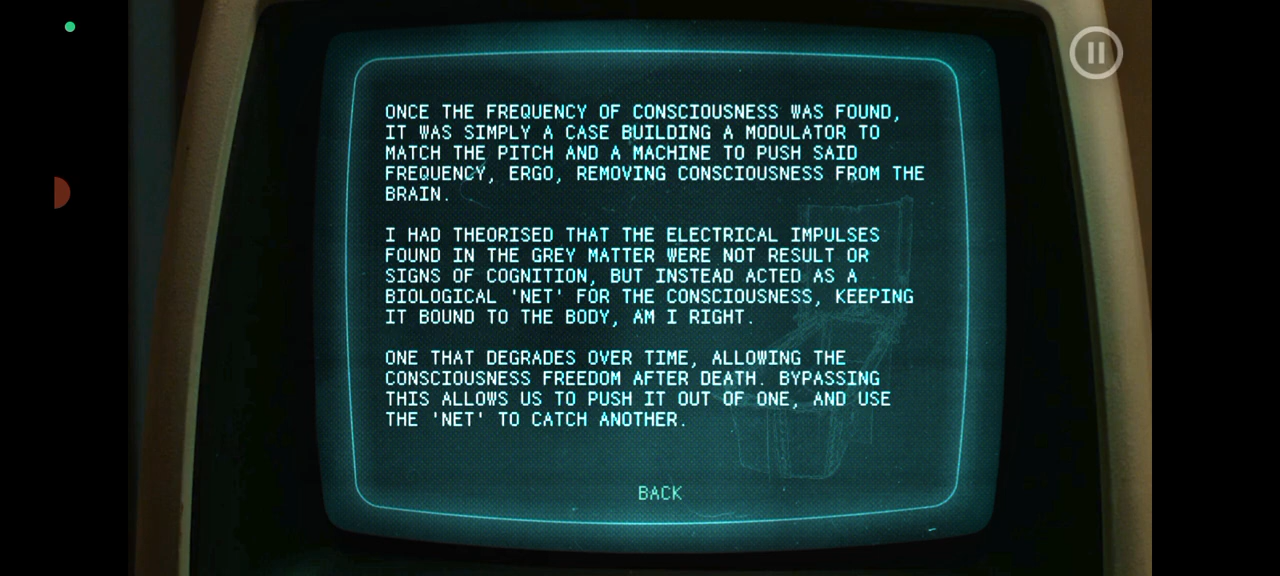 ONCE THE FREQUENCY OF CONSCIOUSNESS WAS FOUND,
IT WAS SIMPLY A CASE BUILDING A MODULATOR TO
MATCH THE PITCH AND A MACHINE TO PUSH SAID
FREQUENCY, ERGO, REMOVING CONSCIOUSNESS FROM THE
BRAIN.
I HAD THEORISED THAT THE ELECTRICAL IMPULSES
FOUND IN THE GREY MATTER WERE NOT RESULT OR
SIGNS OF COGNITION, BUT INSTEAD ACTED AS A
BIOLOGICAL 'NET' FOR THE CONSCIOUSNESS, KEEPING
IT BOUND TO THE BODY, AM I RIGHT.
ONE THAT DEGRADES OVER TIME, ALLOWING THE
CONSCIOUSNESS FREEDOM AFTER DEATH. BYPASSING
THIS ALLOWS US TO PUSH IT OUT OF ONE, AND USE
THE 'NET' TO CATCH ANOTHER.
BACK